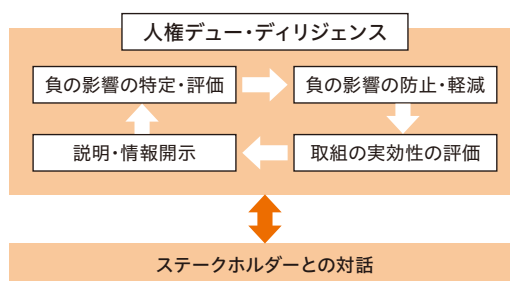 人権デュー・ディリジェンス
負の影響の特定・評価
負の影響の防止・軽減
説明・情報開示
取組の実効性の評価
ステークホルダーとの対話